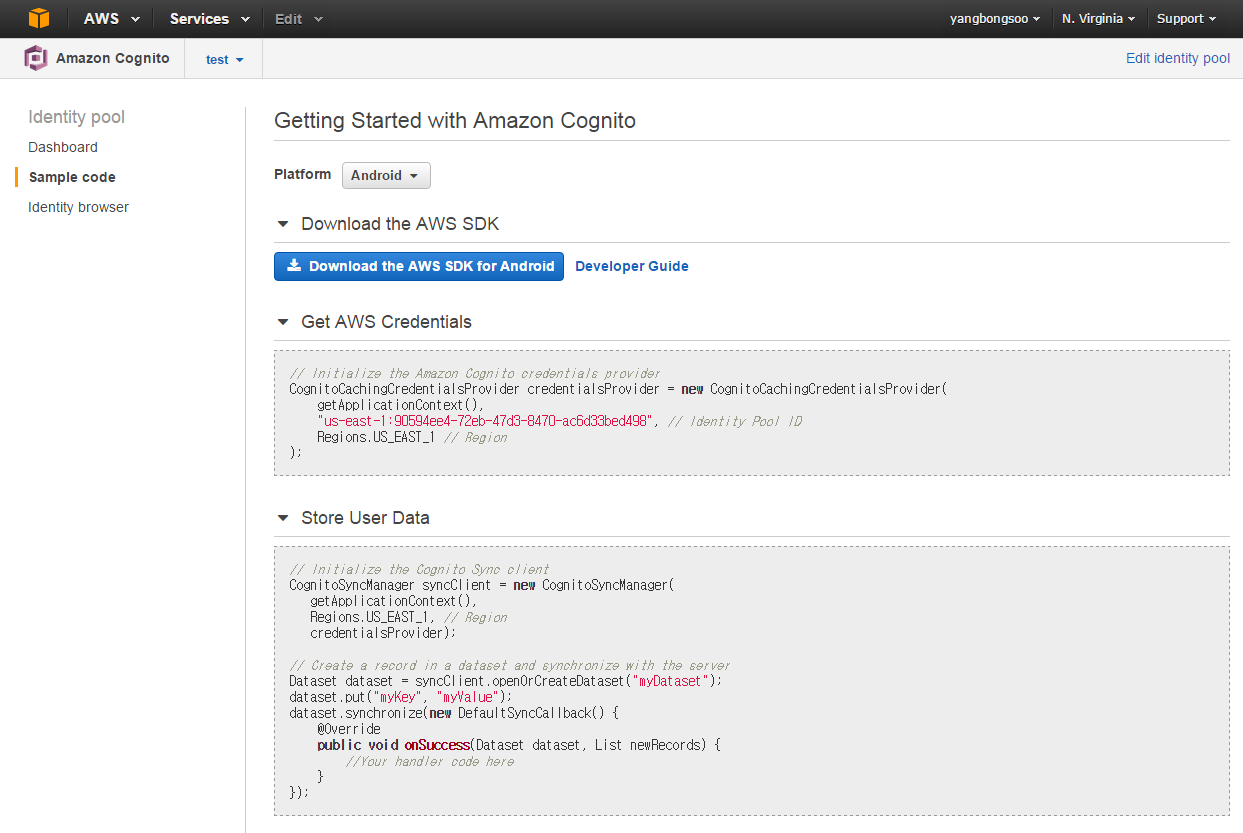 AWS Services Edit yangbongsoo N. Virginia Support
Amazon Cognito test Edit identity pool
Identity pool
Dashboard
Sample code
Identity browser
Getting Started with Amazon Cognito
Platform Android
Download the AWS SDK
Download the AWS SDK for Android Developer Guide
Get AWS Credentials
// Initialize the Amazon Cognito credentials provider
CognitoCachingCredentialsProvider credentialsProvider = new CognitoCachingCredentialsProvider(
    getApplicationContext(),
    "us-east-1:90594ee4-72eb-47d3-8470-ac6d33bed498", // Identity Pool ID
    Regions.US_EAST_1 // Region
);
Store User Data
// Initialize the Cognito Sync client
CognitoSyncManager syncClient = new CognitoSyncManager(
   getApplicationContext(),
   Regions.US_EAST_1, // Region
   credentialsProvider);
// Create a record in a dataset and synchronize with the server
Dataset dataset = syncClient.openOrCreateDataset("myDataset");
dataset.put("myKey", "myValue");
dataset.synchronize(new DefaultSyncCallback() {
    @Override
    public void onSuccess(Dataset dataset, List newRecords) {
        //Your handler code here
    }
});